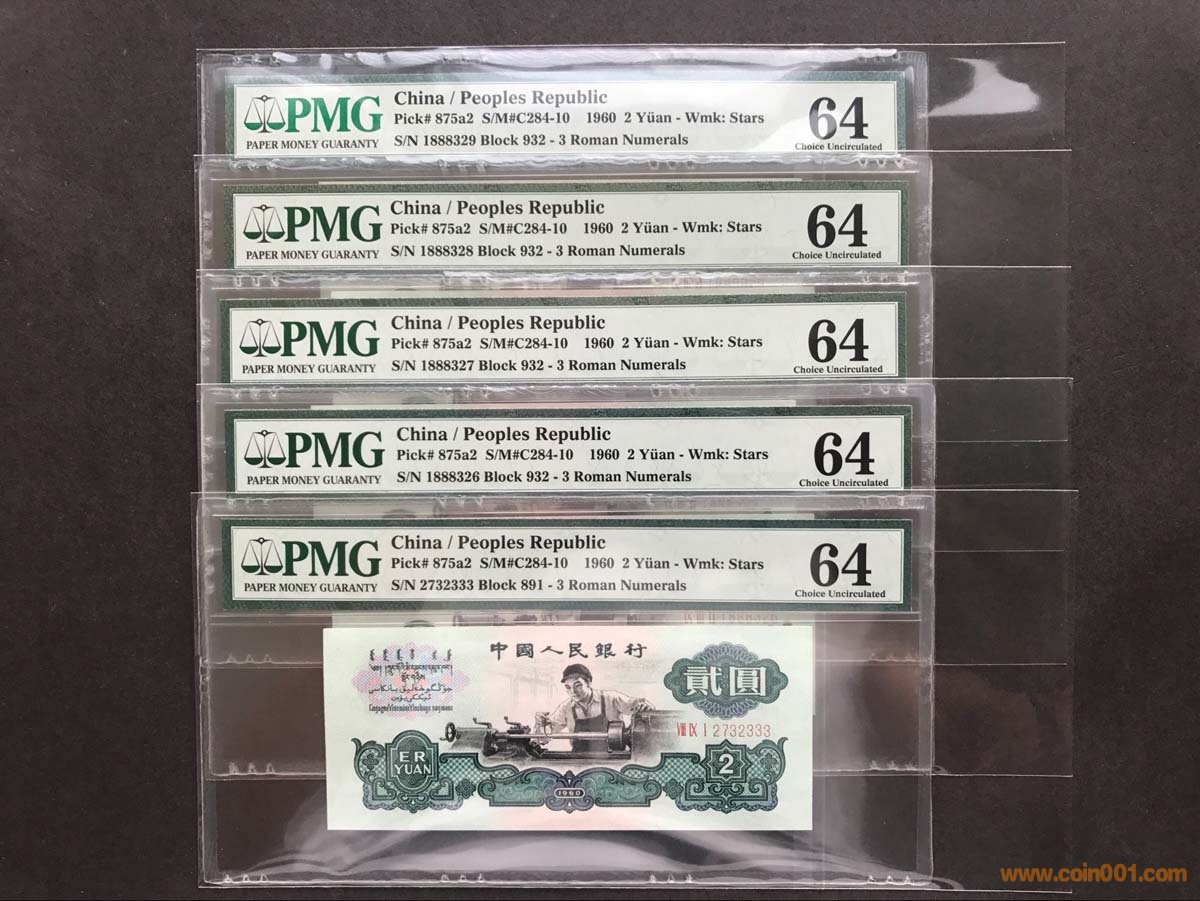 PMG
PAPER MONEY GUARANTY
China / Peoples Republic
Pick# 875a2 S/M#C284-10 1960 2 Yüan - Wmk: Stars
S/N 1888329 Block 932 - 3 Roman Numerals
64
Choice Uncirculated
PMG
PAPER MONEY GUARANTY
China / Peoples Republic
Pick# 875a2 S/M#C284-10 1960 2 Yüan - Wmk: Stars
S/N 1888328 Block 932 - 3 Roman Numerals
64
Choice Uncirculated
PMG
PAPER MONEY GUARANTY
China / Peoples Republic
Pick# 875a2 S/M#C284-10 1960 2 Yüan - Wmk: Stars
S/N 1888327 Block 932 - 3 Roman Numerals
64
Choice Uncirculated
PMG
PAPER MONEY GUARANTY
China / Peoples Republic
Pick# 875a2 S/M#C284-10 1960 2 Yüan - Wmk: Stars
S/N 1888326 Block 932 - 3 Roman Numerals
64
Choice Uncirculated
PMG
PAPER MONEY GUARANTY
China / Peoples Republic
Pick# 875a2 S/M#C284-10 1960 2 Yüan - Wmk: Stars
S/N 2732333 Block 891 - 3 Roman Numerals
64
Choice Uncirculated
中國人民銀行
貳圓
VIII IX I 2732333
ER
YUAN
2
1960
www.coin001.com